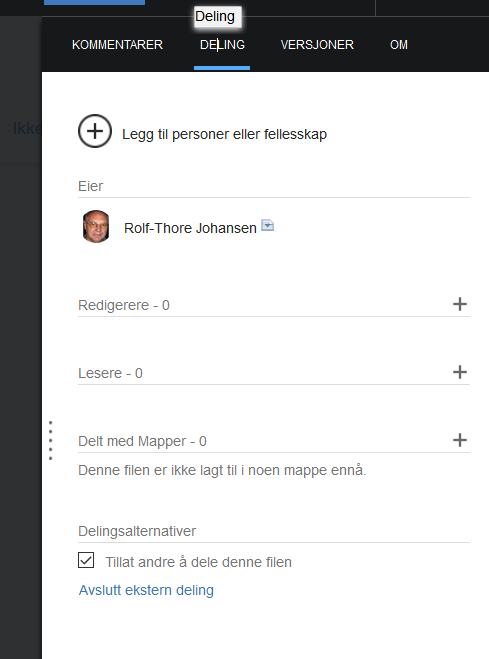 Deling
KOMMENTARER DELING VERSJONER OM
Ikke
Legg til personer eller fellesskap
Eier
Rolf-Thore Johansen
Redigerere - 0
Lesere - 0
Delt med Mapper - 0
Denne filen er ikke lagt til i noen mappe ennå.
Delingsalternativer
Tillat andre å dele denne filen
Avslutt ekstern deling